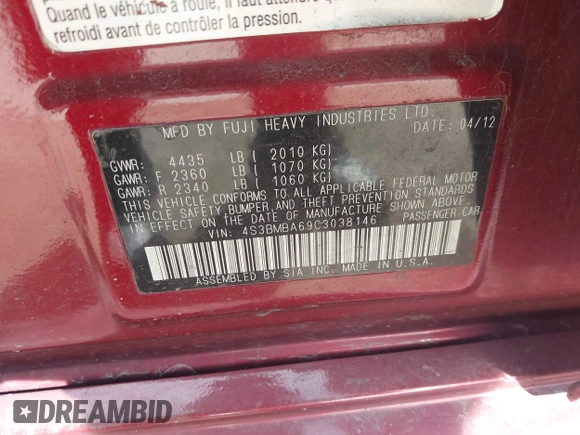 Quand le véhicule a roulé, il faut attendre
refroidi avant de contrôler la pression.
MFD BY FUJI HEAVY INDUSTRIES LTD.
DATE: 04/12
GVWR: 4435 LB ( 2010 KG)
GAWR: F 2360 LB ( 1070 KG)
GAWR: R 2340 LB ( 1060 KG)
THIS VEHICLE CONFORMS TO ALL APPLICABLE FEDERAL MOTOR
VEHICLE SAFETY, BUMPER, AND THEFT PREVENTION STANDARDS
IN EFFECT ON THE DATE OF MANUFACTURE SHOWN ABOVE.
VIN: 4S3BMBA69C3038146 PASSENGER CAR
ASSEMBLED BY SIA INC. MADE IN U.S.A.
DREAMBID